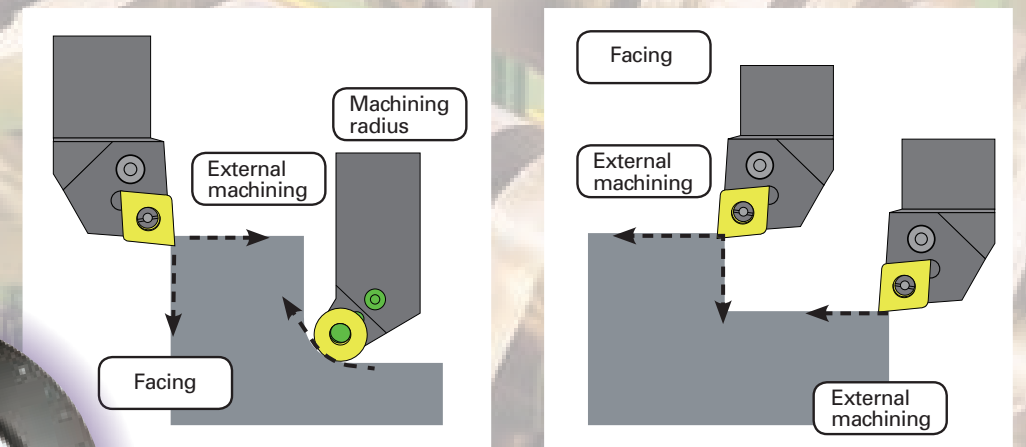 Machining
radius
External
machining
Facing
Facing
External
machining
External
machining